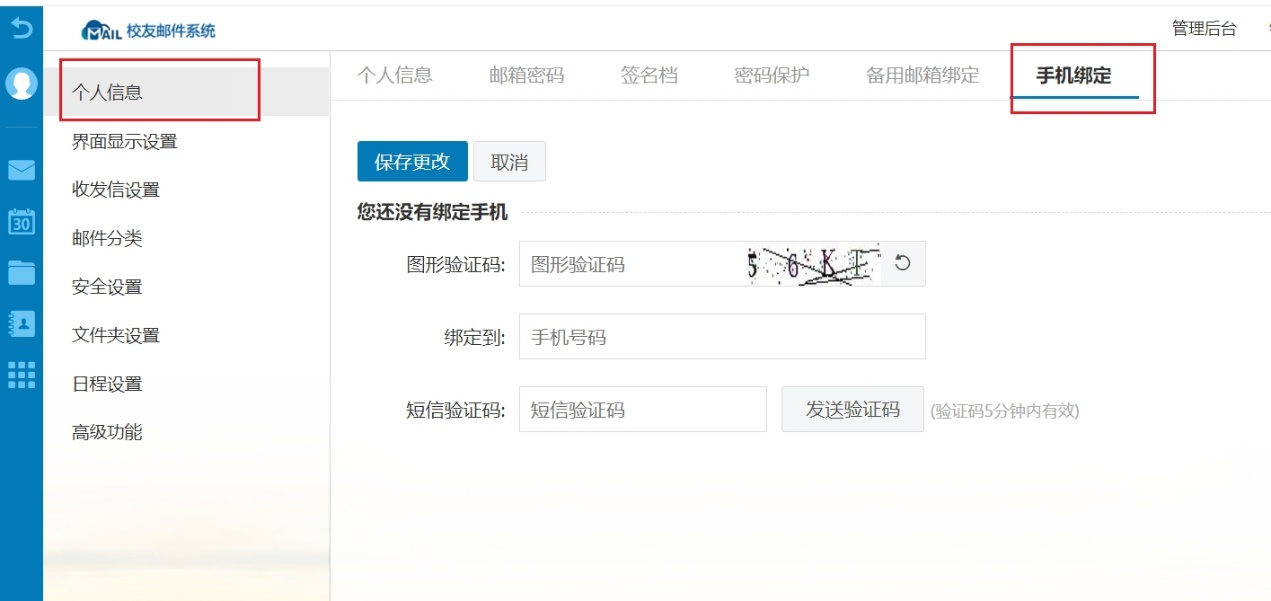 MAIL 校友邮件系统
管理后台
个人信息
界面显示设置
收发信设置
邮件分类
安全设置
文件夹设置
日程设置
高级功能
30
个人信息 邮箱密码 签名档 密码保护 备用邮箱绑定 手机绑定
保存更改 取消
您还没有绑定手机
图形验证码: 图形验证码 5 6 K T
绑定到: 手机号码
短信验证码: 短信验证码 发送验证码 (验证码5分钟内有效)